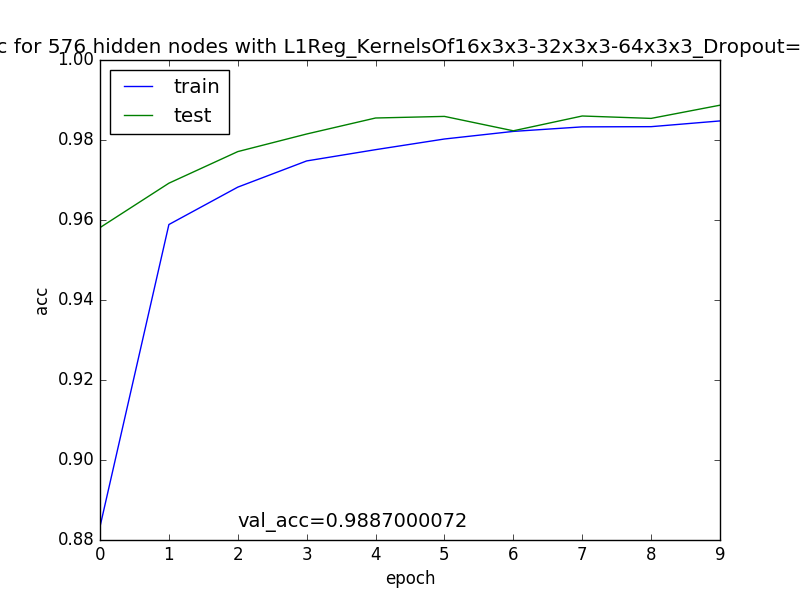 c for 576 hidden nodes with L1Reg_KernelsOf16x3x3-32x3x3-64x3x3_Dropout=
1.00
train
test
0.98
0.96
0.94
acc
0.92
0.90
val_acc=0.9887000072
0.88
0 1 2 3 4 5 6 7 8 9
epoch